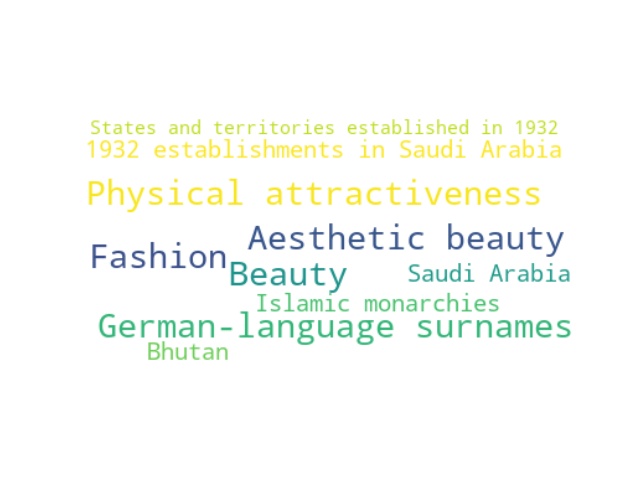 States and territories established in 1932
1932 establishments in Saudi Arabia
Physical attractiveness
Aesthetic beauty
Fashion
Beauty
Saudi Arabia
Islamic monarchies
German-language surnames
Bhutan